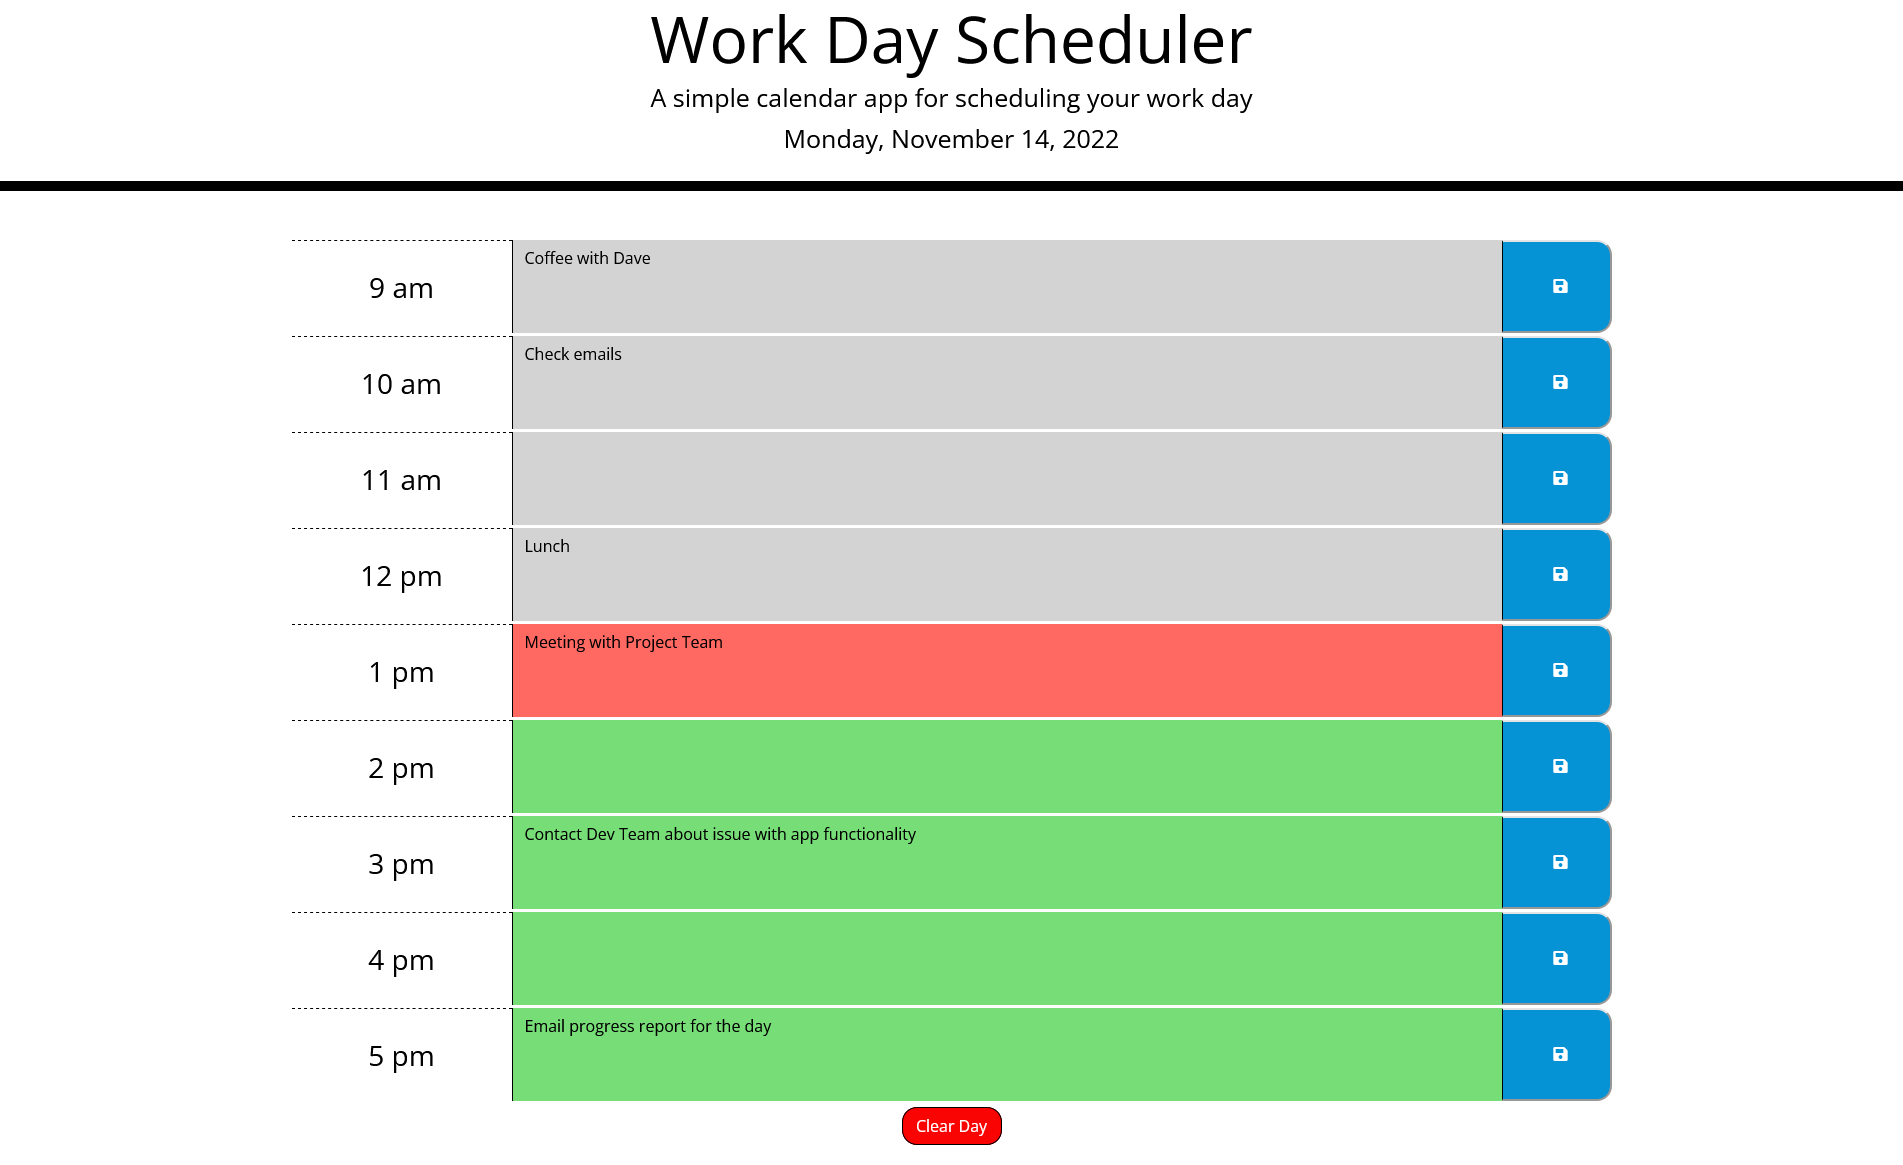 Work Day Scheduler
A simple calendar app for scheduling your work day
Monday, November 14, 2022
9 am
Coffee with Dave
10 am
Check emails
11 am
12 pm
Lunch
1 pm
Meeting with Project Team
2 pm
3 pm
Contact Dev Team about issue with app functionality
4 pm
5 pm
Email progress report for the day
Clear Day